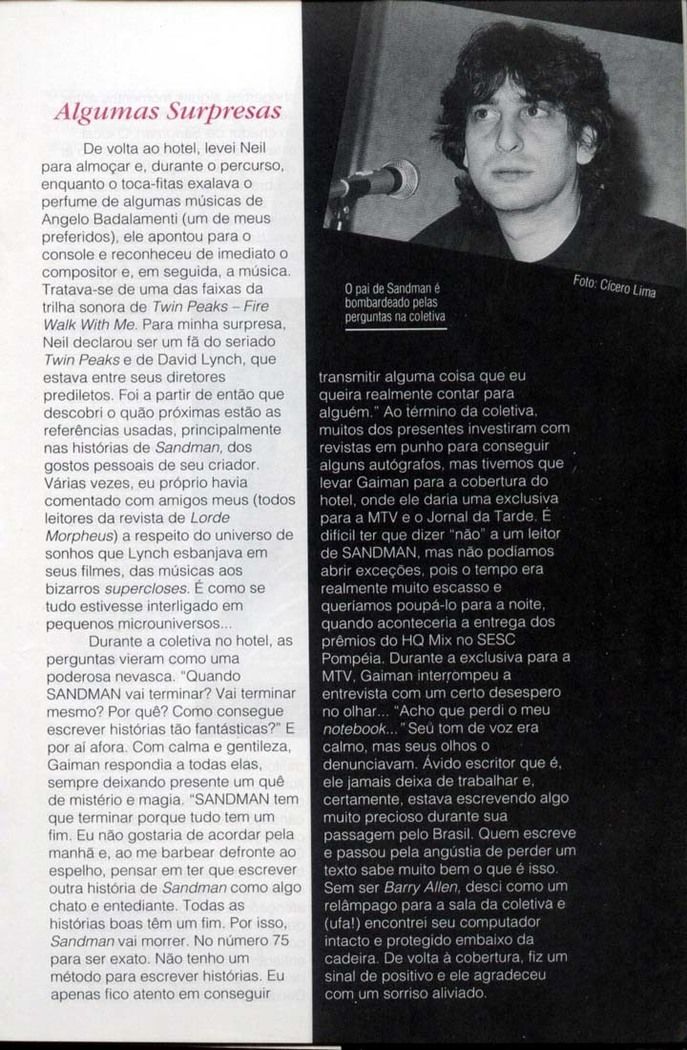 Algumas Surpresas
De volta ao hotel, levei Neil
para almoçar e, durante o percurso,
enquanto o toca-fitas exalava o
perfume de algumas músicas de
Angelo Badalamenti (um de meus
preferidos), ele apontou para o
console e reconheceu de imediato o
compositor e, em seguida, a música.
Tratava-se de uma das faixas da
trilha sonora de Twin Peaks – Fire
Walk With Me. Para minha surpresa,
Neil declarou ser um fã do seriado
Twin Peaks e de David Lynch, que
estava entre seus diretores
prediletos. Foi a partir de então que
descobri o quão próximas estão as
referências usadas, principalmente
nas histórias de Sandman, dos
gostos pessoais de seu criador.
Várias vezes, eu próprio havia
comentado com amigos meus (todos
leitores da revista de Lorde
Morpheus) a respeito do universo de
sonhos que Lynch esbanjava em
seus filmes, das músicas aos
bizarros supercloses. É como se
tudo estivesse interligado em
pequenos microuniversos...
Durante a coletiva no hotel, as
perguntas vieram como uma
poderosa nevasca. “Quando
SANDMAN vai terminar? Vai terminar
mesmo? Por quê? Como consegue
escrever histórias tão fantásticas?” E
por aí afora. Com calma e gentileza,
Gaiman respondia a todas elas,
sempre deixando presente um quê
de mistério e magia. “SANDMAN tem
que terminar porque tudo tem um
fim. Eu não gostaria de acordar pela
manhã e, ao me barbear defronte ao
espelho, pensar em ter que escrever
outra história de Sandman como algo
chato e entediante. Todas as
histórias boas têm um fim. Por isso,
Sandman vai morrer. No número 75
para ser exato. Não tenho um
método para escrever histórias. Eu
apenas fico atento em conseguir
O pai de Sandman é
bombardeado pelas
perguntas na coletiva
Foto: Cícero Lima
transmitir alguma coisa que eu
queira realmente contar para
alguém.” Ao término da coletiva,
muitos dos presentes investiram com
revistas em punho para conseguir
alguns autógrafos, mas tivemos que
levar Gaiman para a cobertura do
hotel, onde ele daria uma exclusiva
para a MTV e o Jornal da Tarde. É
difícil ter que dizer “não” a um leitor
de SANDMAN, mas não podíamos
abrir exceções, pois o tempo era
realmente muito escasso e
queríamos poupá-lo para a noite,
quando aconteceria a entrega dos
prêmios do HQ Mix no SESC
Pompéia. Durante a exclusiva para a
MTV, Gaiman interrompeu a
entrevista com um certo desespero
no olhar... “Acho que perdi o meu
notebook...” Seu tom de voz era
calmo, mas seus olhos o
denunciavam. Ávido escritor que é,
ele jamais deixa de trabalhar e,
certamente, estava escrevendo algo
muito precioso durante sua
passagem pelo Brasil. Quem escreve
e passou pela angústia de perder um
texto sabe muito bem o que é isso.
Sem ser Barry Allen, desci como um
relâmpago para a sala da coletiva e
(ufa!) encontrei seu computador
intacto e protegido embaixo da
cadeira. De volta à cobertura, fiz um
sinal de positivo e ele agradeceu
com um sorriso aliviado.